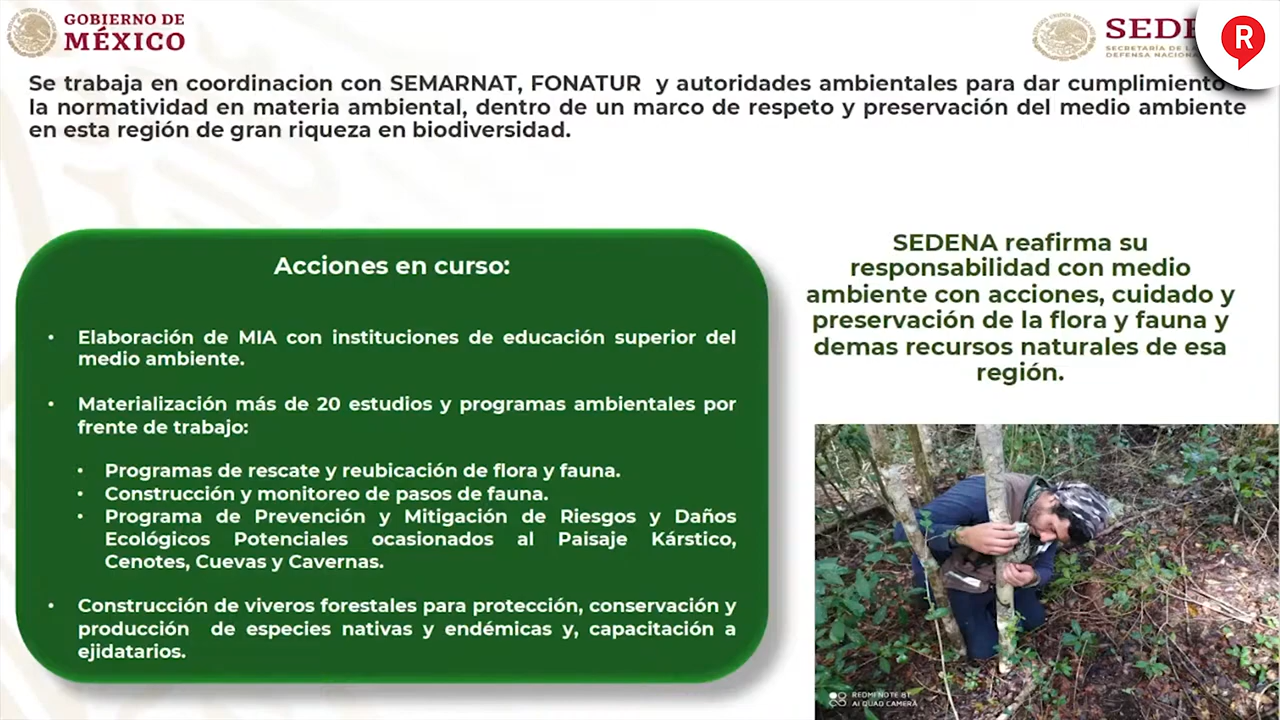 GOBIERNO DE
MÉXICO
SECRETARÍA DE LA
DEFENSA NACIONAL
R
Se trabaja en coordinacion con SEMARNAT, FONATUR y autoridades ambientales para dar cumplimiento
la normatividad en materia ambiental, dentro de un marco de respeto y preservación del medio ambiente
en esta región de gran riqueza en biodiversidad.
Acciones en curso:
• Elaboración de MIA con instituciones de educación superior del
medio ambiente.
• Materialización más de 20 estudios y programas ambientales por
frente de trabajo:
• Programas de rescate y reubicación de flora y fauna.
• Construcción y monitoreo de pasos de fauna.
• Programa de Prevención y Mitigación de Riesgos y Daños
Ecológicos Potenciales ocasionados al Paisaje Kárstico,
Cenotes, Cuevas y Cavernas.
• Construcción de viveros forestales para protección, conservación y
producción de especies nativas y endémicas y, capacitación a
ejidatarios.
SEDENA reafirma su
responsabilidad con medio
ambiente con acciones, cuidado y
preservación de la flora y fauna y
demas recursos naturales de esa
región.
REDMI NOTE 8T
AI QUAD CAMERA